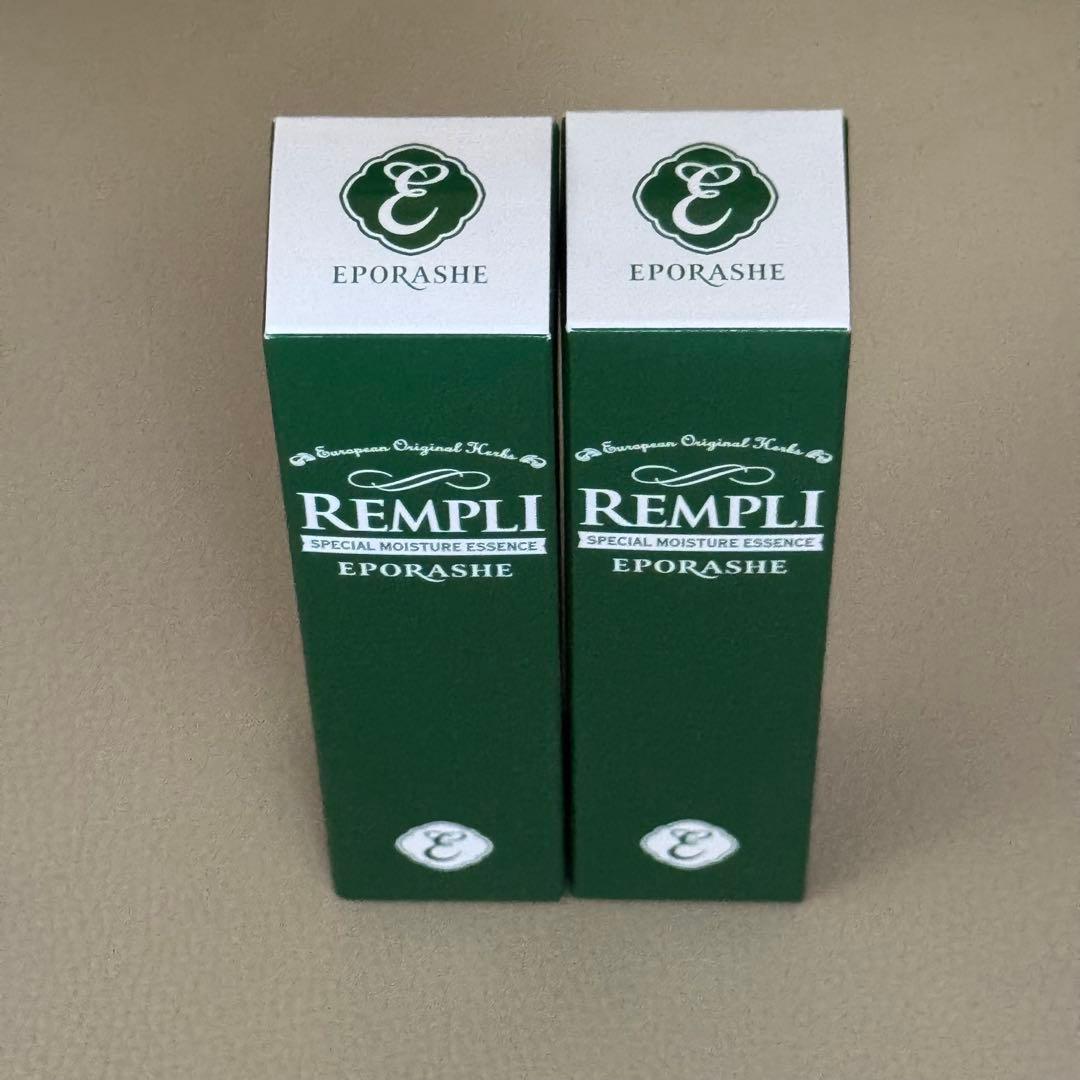 E
EPORASHE
European Original Herbs
REMPLI
SPECIAL MOISTURE ESSENCE
EPORASHE
E
E
EPORASHE
European Original Herbs
REMPLI
SPECIAL MOISTURE ESSENCE
EPORASHE
E